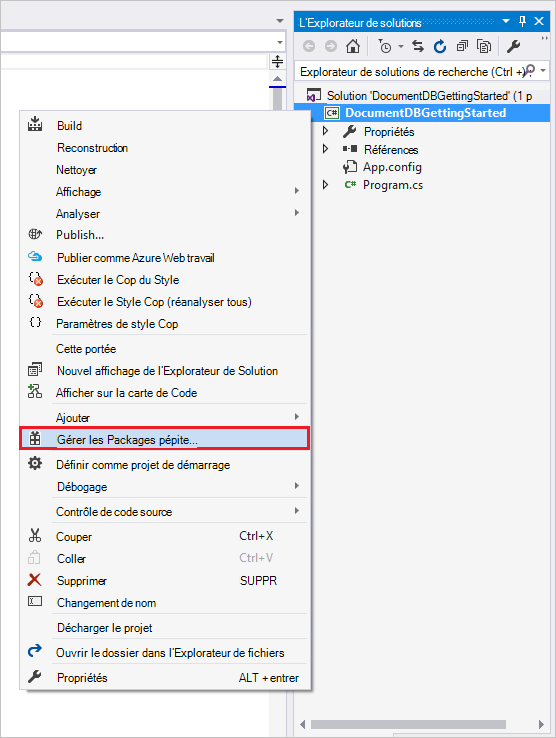 L'Explorateur de solutions
Explorateur de solutions de recherche (Ctrl +;)
Solution 'DocumentDBGettingStarted' (1 p
C# DocumentDBGettingStarted
Propriétés
Références
App.config
C# Program.cs
Build
Reconstruction
Nettoyer
Affichage
Analyser
Publish...
Publier comme Azure Web travail
Exécuter le Cop du Style
Exécuter le Style Cop (réanalyser tous)
Paramètres de style Cop
Cette portée
Nouvel affichage de l'Explorateur de Solution
Afficher sur la carte de Code
Ajouter
Gérer les Packages pépite...
Définir comme projet de démarrage
Débogage
Contrôle de code source
Couper Ctrl+X
Coller Ctrl+V
Supprimer SUPPR
Changement de nom
Décharger le projet
Ouvrir le dossier dans l'Explorateur de fichiers
Propriétés ALT +entrer